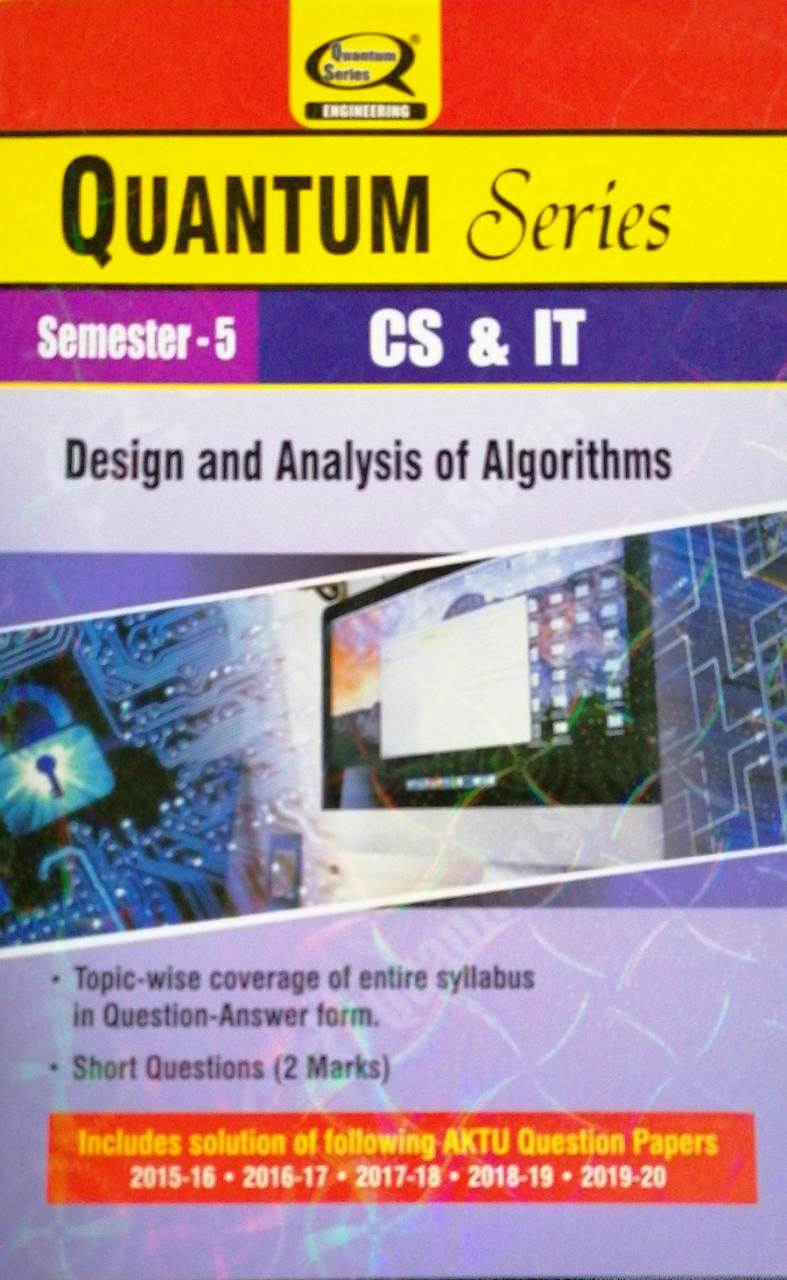 Quantum
Series
®
ENGINEERING
QUANTUM Series
Semester - 5 CS & IT
Design and Analysis of Algorithms
• Topic-wise coverage of entire syllabus
in Question-Answer form.
• Short Questions (2 Marks)
Includes solution of following AKTU Question Papers
2015-16 • 2016-17 • 2017-18 • 2018-19 • 2019-20